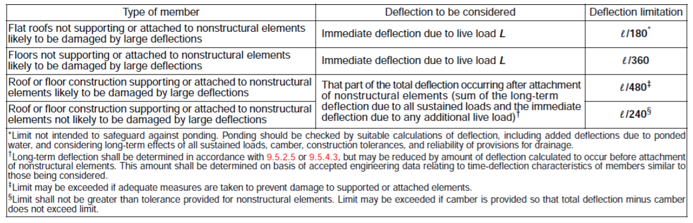 Type of member
Deflection to be considered
Deflection limitation
Flat roofs not supporting or attached to nonstructural elements
likely to be damaged by large deflections
Immediate deflection due to live load L
ℓ/180*
Floors not supporting or attached to nonstructural elements
likely to be damaged by large deflections
Immediate deflection due to live load L
ℓ/360
Roof or floor construction supporting or attached to nonstructural
elements likely to be damaged by large deflections
That part of the total deflection occurring after attachment
of nonstructural elements (sum of the long-term
deflection due to all sustained loads and the immediate
deflection due to any additional live load)†
ℓ/480‡
Roof or floor construction supporting or attached to nonstructural
elements not likely to be damaged by large deflections
ℓ/240§
*Limit not intended to safeguard against ponding. Ponding should be checked by suitable calculations of deflection, including added deflections due to ponded
water, and considering long-term effects of all sustained loads, camber, construction tolerances, and reliability of provisions for drainage.
†Long-term deflection shall be determined in accordance with 9.5.2.5 or 9.5.4.3, but may be reduced by amount of deflection calculated to occur before attachment
of nonstructural elements. This amount shall be determined on basis of accepted engineering data relating to time-deflection characteristics of members similar to
those being considered.
‡Limit may be exceeded if adequate measures are taken to prevent damage to supported or attached elements.
§Limit shall not be greater than tolerance provided for nonstructural elements. Limit may be exceeded if camber is provided so that total deflection minus camber
does not exceed limit.